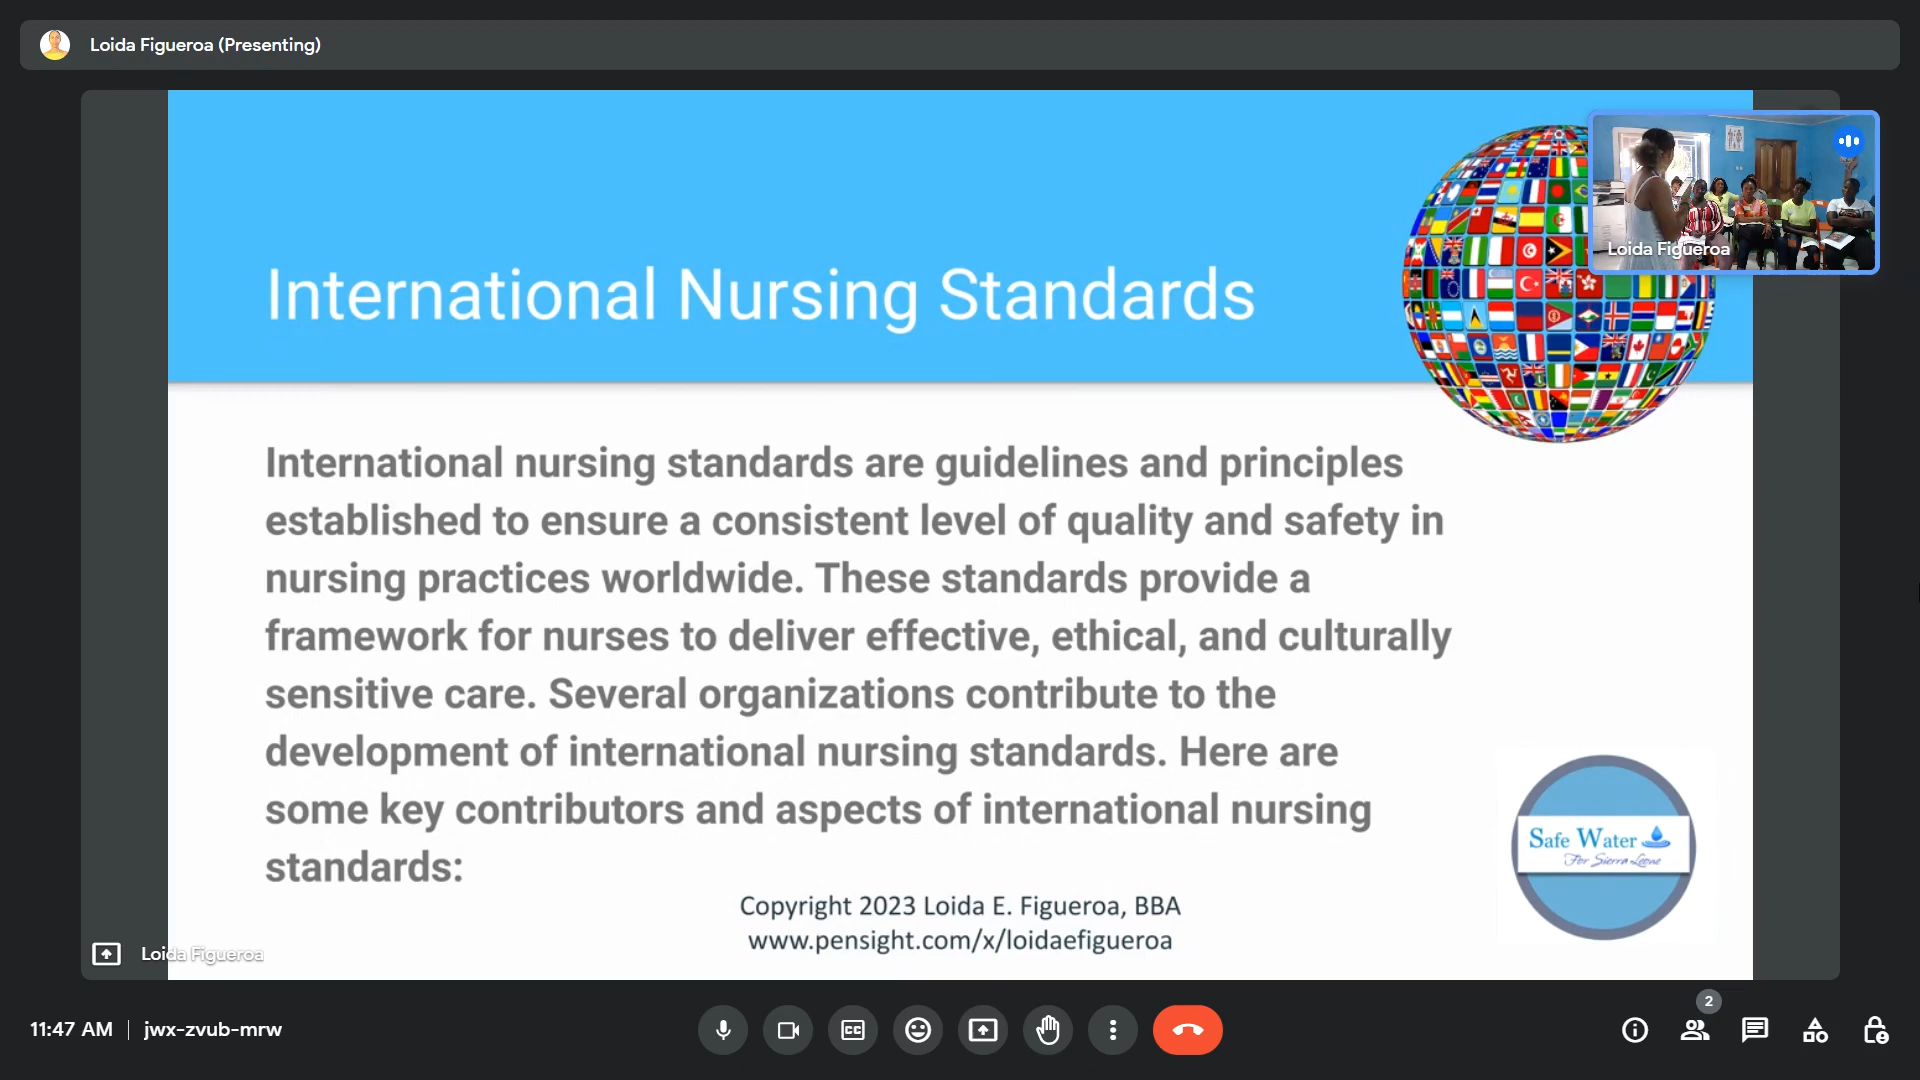 Loida Figueroa (Presenting)
Loida Figueroa
International Nursing Standards
International nursing standards are guidelines and principles
established to ensure a consistent level of quality and safety in
nursing practices worldwide. These standards provide a
framework for nurses to deliver effective, ethical, and culturally
sensitive care. Several organizations contribute to the
development of international nursing standards. Here are
some key contributors and aspects of international nursing
standards:
Safe Water
For Sierra Leone
Copyright 2023 Loida E. Figueroa, BBA
www.pensight.com/x/loidaefigueroa
Loida Figueroa
11:47 AM | jwx-zvub-mrw
CC
2